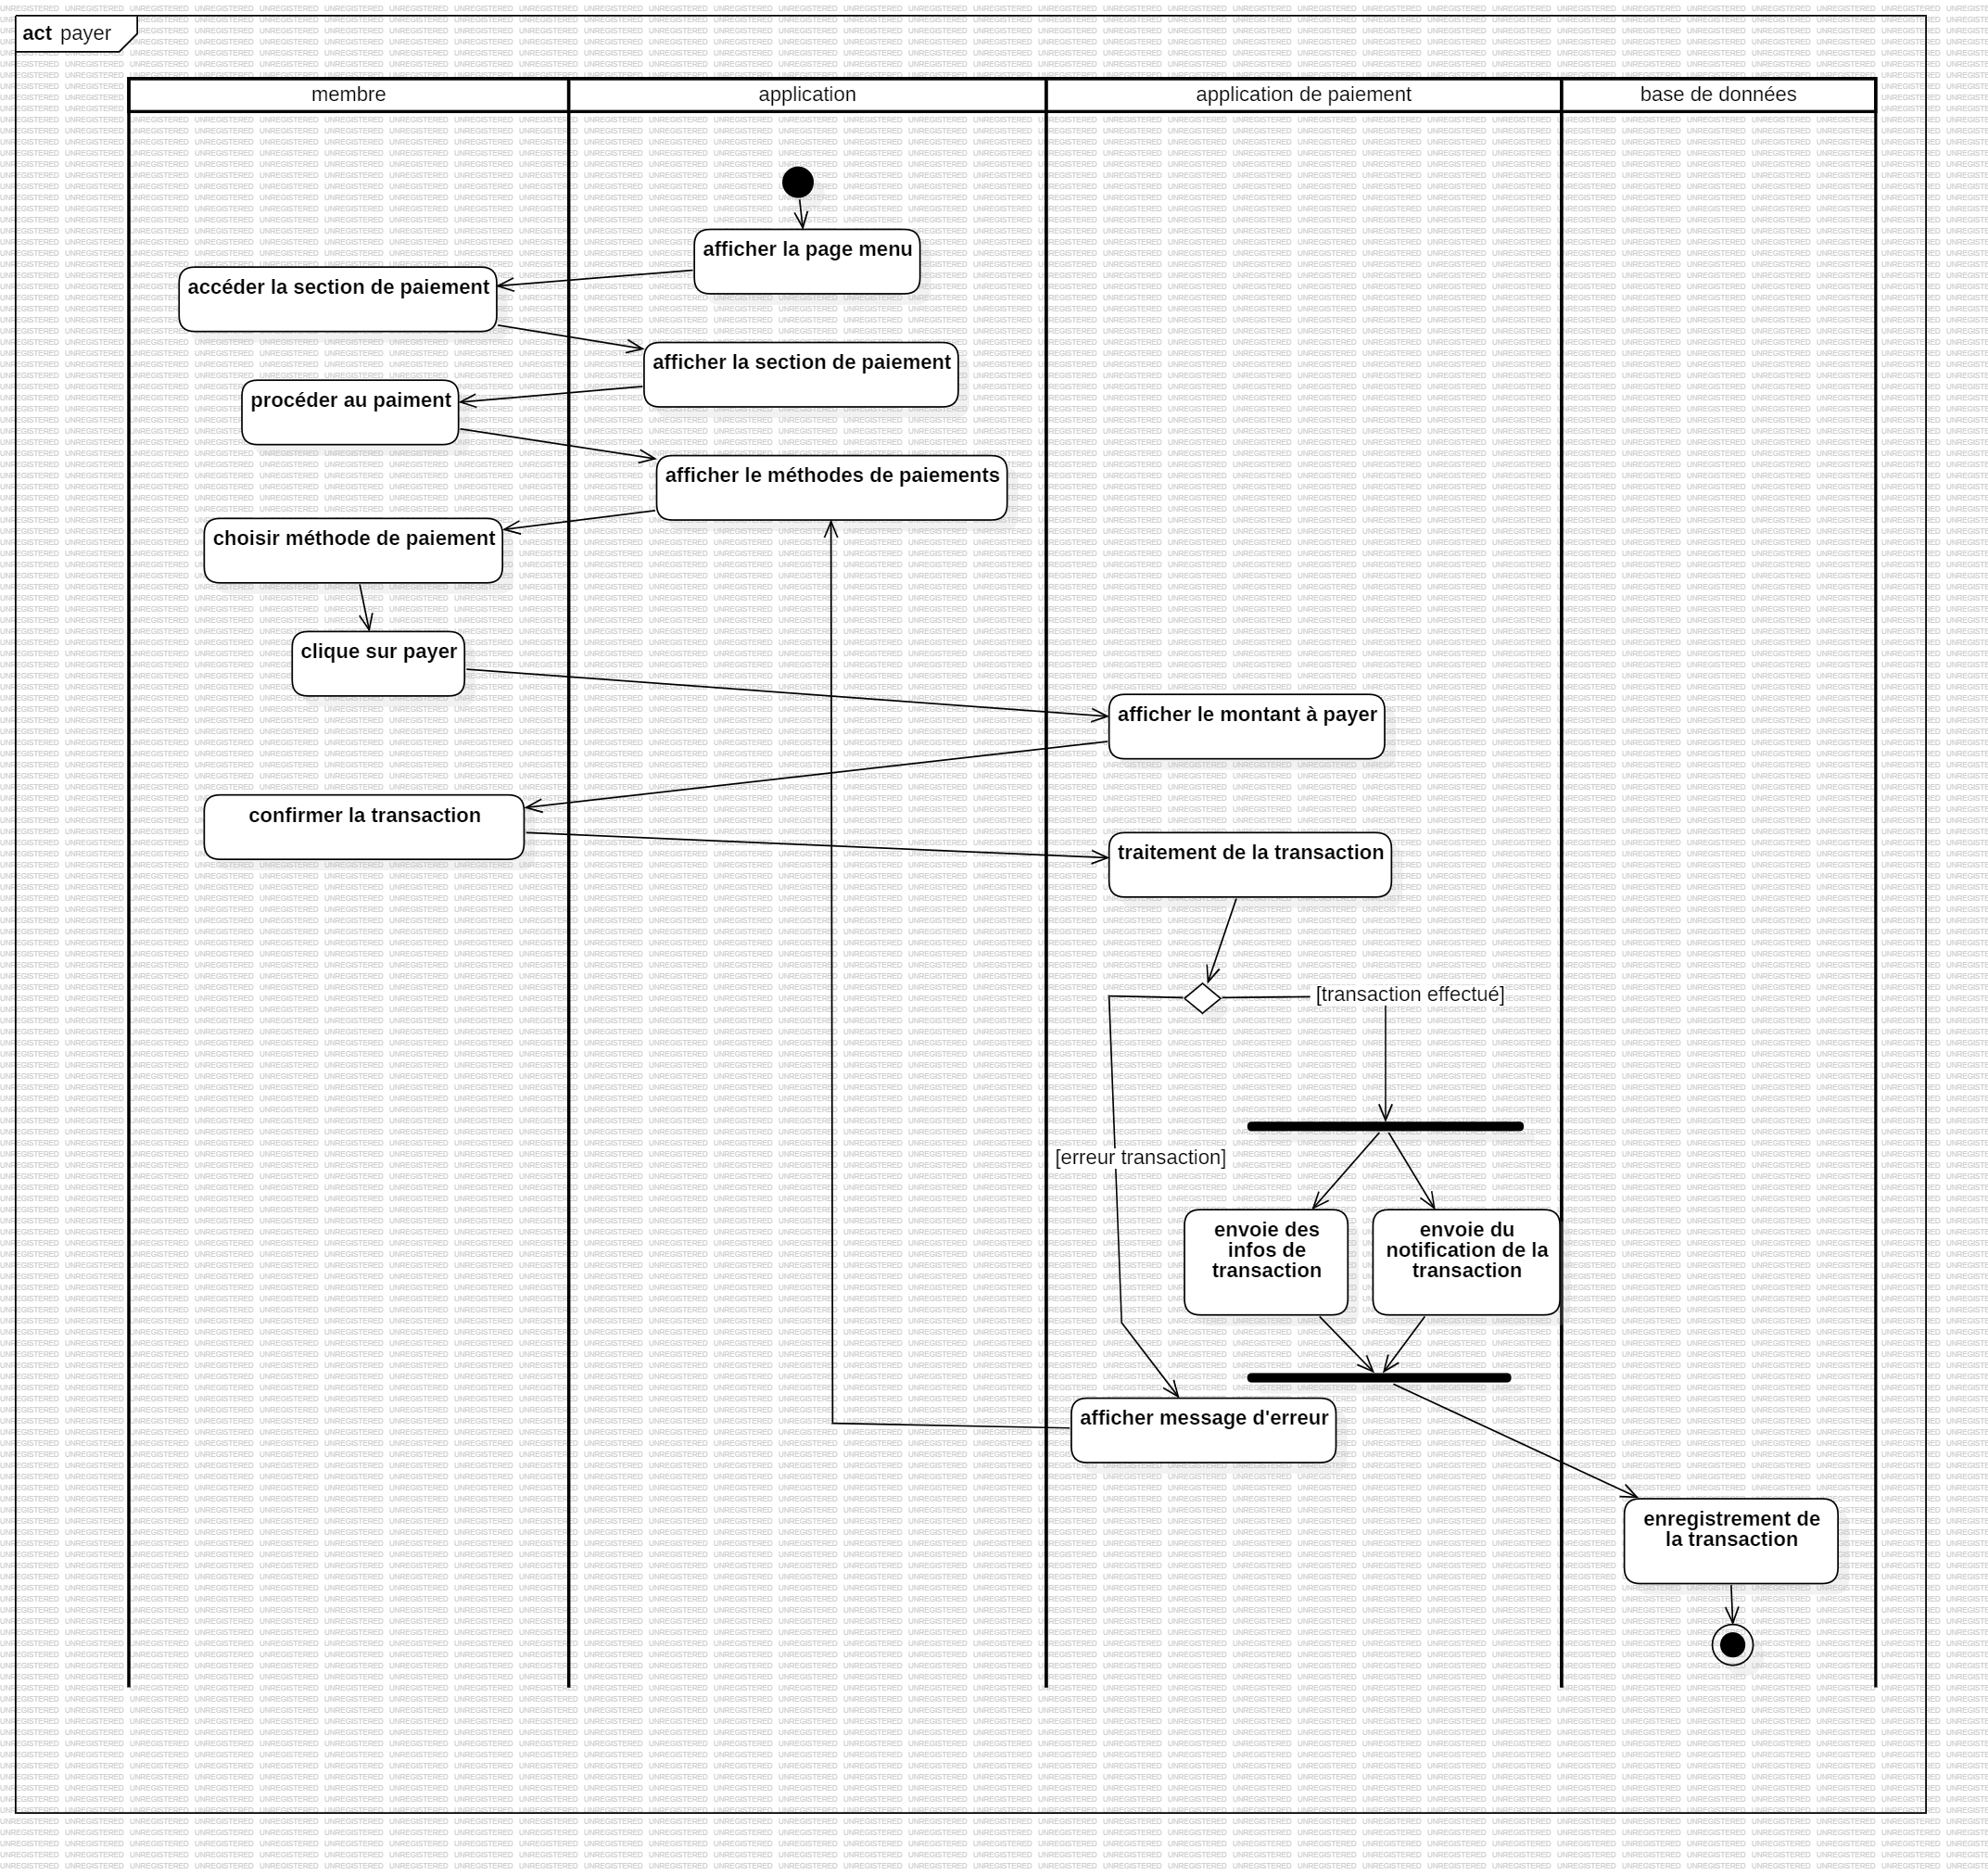 act payer
membre
application
application de paiement
base de données
afficher la page menu
accéder la section de paiement
afficher la section de paiement
procéder au paiment
afficher le méthodes de paiements
choisir méthode de paiement
clique sur payer
afficher le montant à payer
confirmer la transaction
traitement de la transaction
[transaction effectué]
[erreur transaction]
envoie des
infos de
transaction
envoie du
notification de la
transaction
afficher message d'erreur
enregistrement de
la transaction
UNREGISTERED